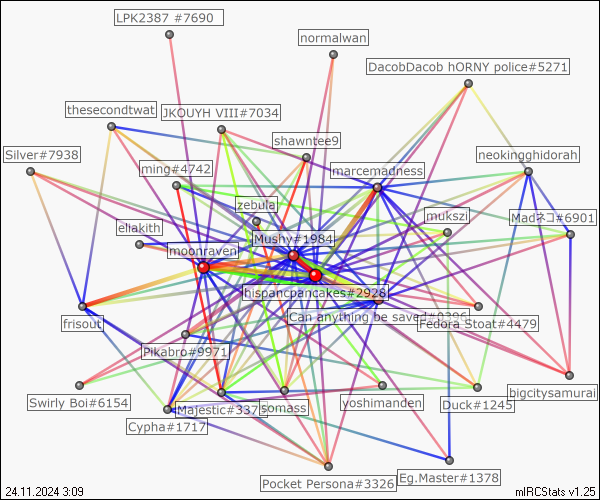 LPK2387 #7690
normalwan
DacobDacob hORNY police#5271
thesecondtwat
JKOUYH VIII#7034
shawntee9
Silver#7938
ming#4742
marcemadness
neokingghidorah
zebula
mukszi
Madネコ#6901
eliakith
Mushy#1984
moonraven
hispancpancakes#2928
frisout
Can anything be saved
Fedora Stoat#4479
Pikabro#9971
Swirly Boi#6154
Majestic#337
somass
yoshimanden
Duck#1245
bigcitysamurai
Cypha#1717
Pocket Persona#3326
Eg.Master#1378
24.11.2024 3:09
mIRCStats v1.25